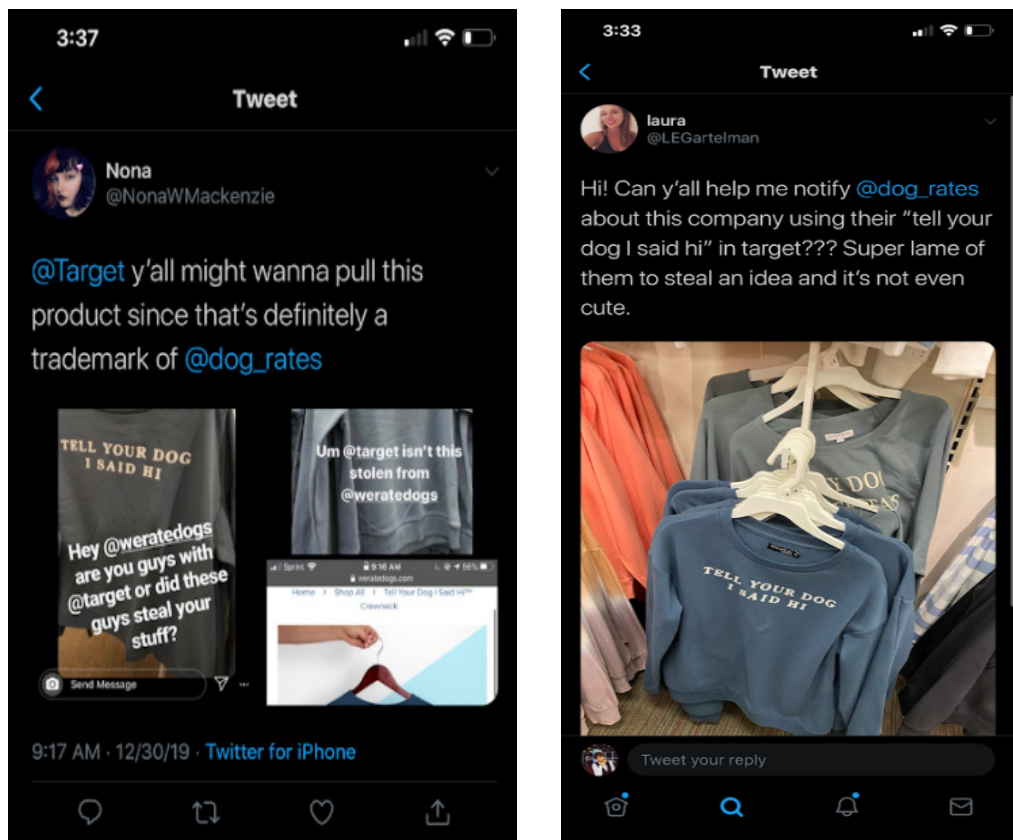 3:37
Tweet
Nona
@NonaWMackenzie
@Target y'all might wanna pull this
product since that's definitely a
trademark of @dog_rates
TELL YOUR DOG
I SAID HI
Hey @weratedogs
are you guys with
@target or did these
guys steal your
stuff?
Send Message
Um @target isn't this
stolen from
@weratedogs
Sprint
9:16 AM
56%
weratedogs.com
Home > Shop All > Tell Your Dog I Said Hi™
Crewneck
9:17 AM · 12/30/19 · Twitter for iPhone
3:33
Tweet
laura
@LEGartelman
Hi! Can y'all help me notify @dog_rates
about this company using their “tell your
dog I said hi” in target??? Super lame of
them to steal an idea and it's not even
cute.
Y DO
TELL YOUR DOG
I SAID HI
Tweet your reply